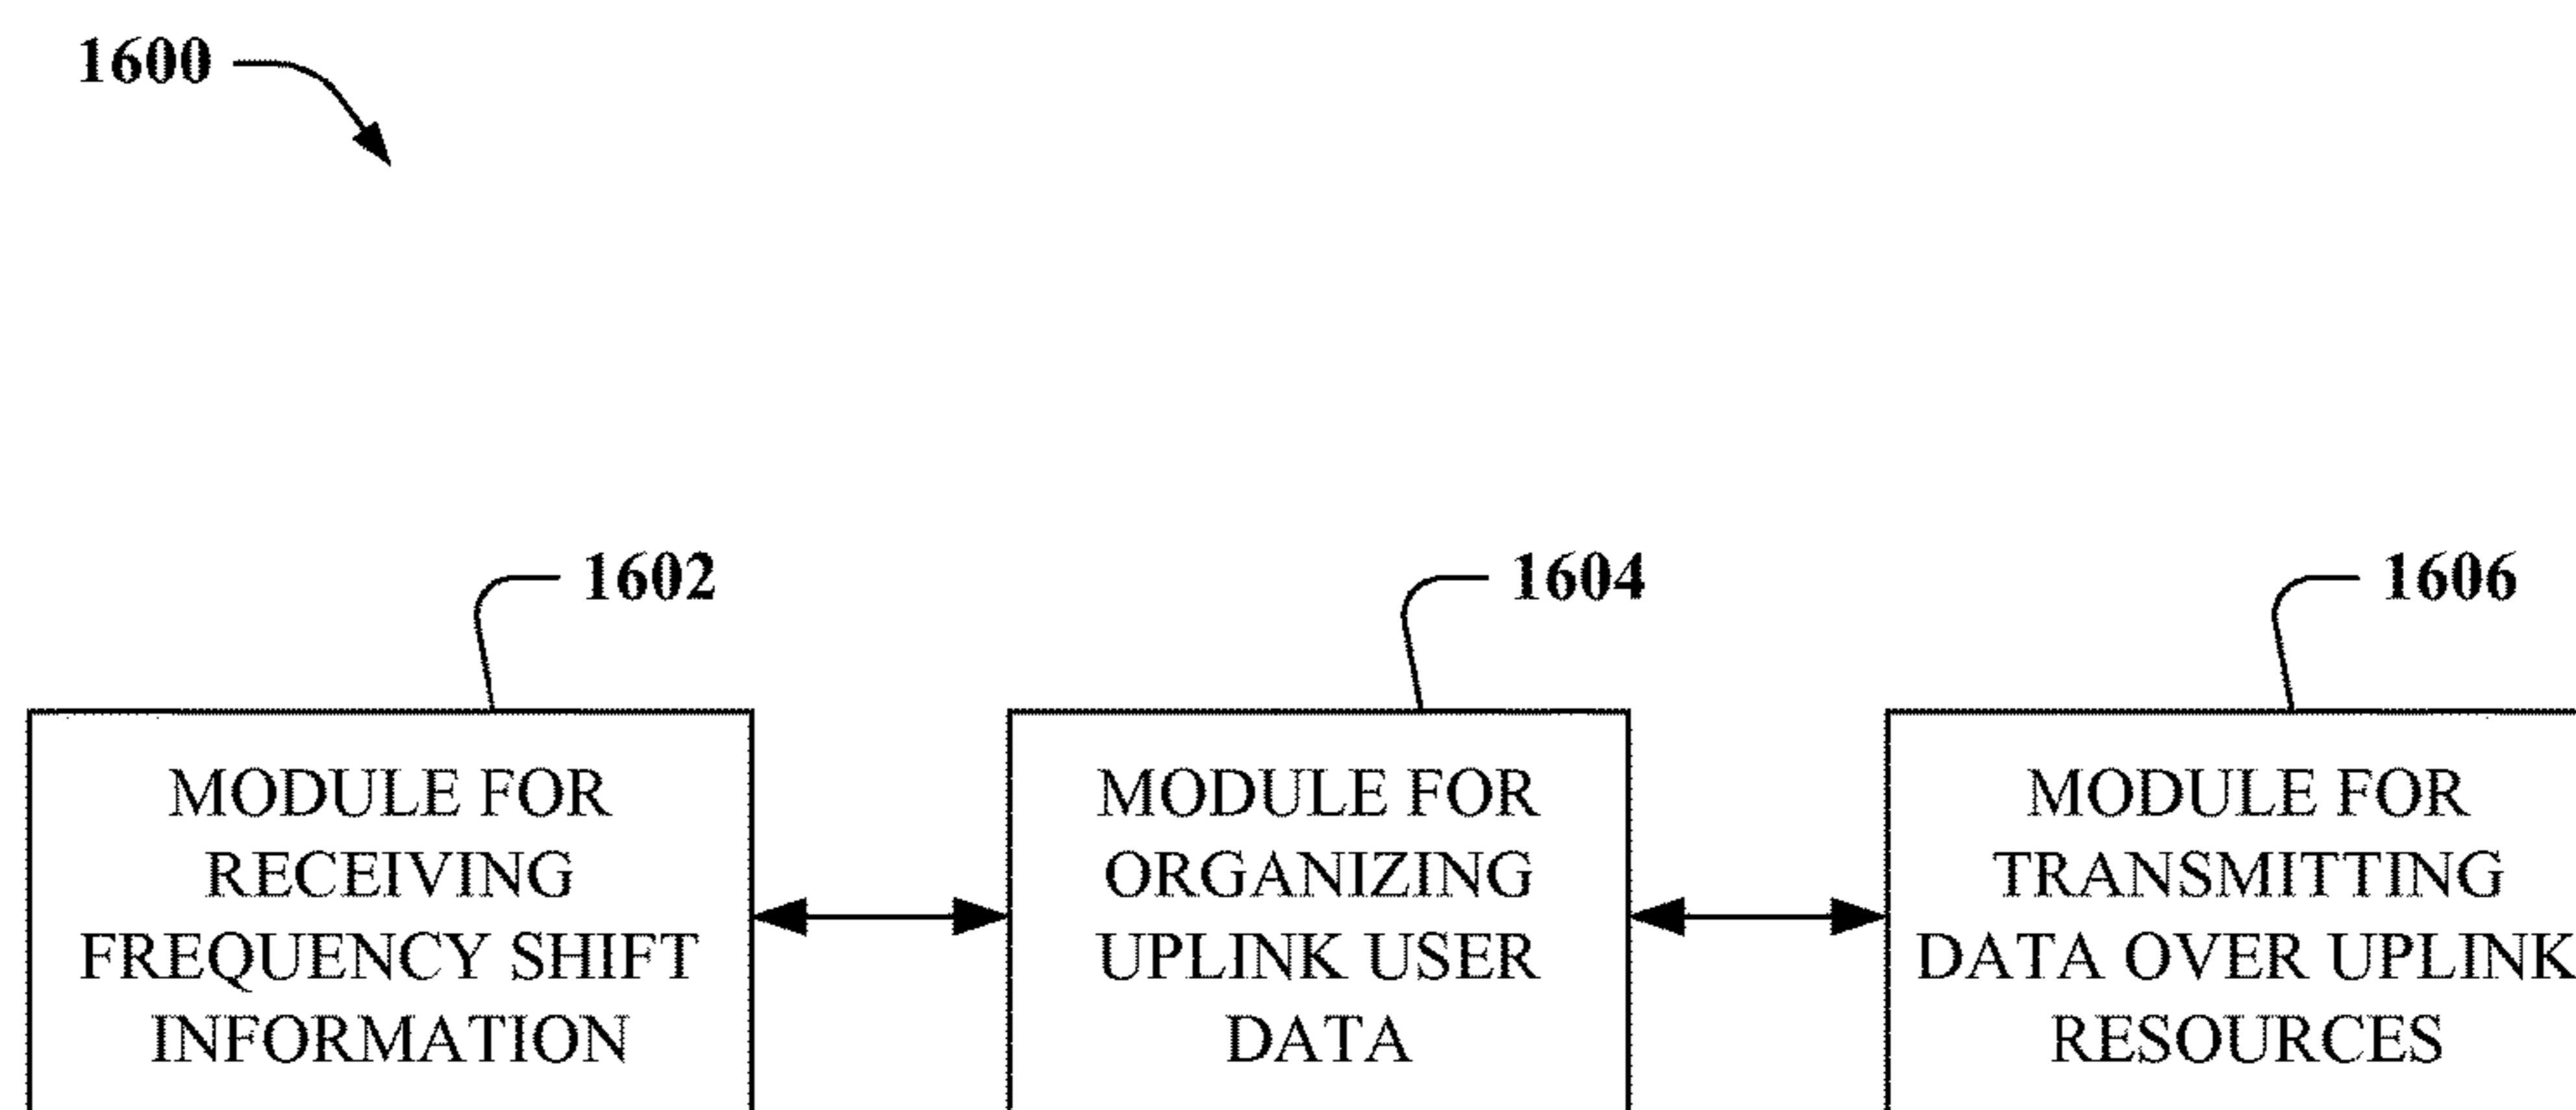 1600
1602
1604
1606
MODULE FOR
RECEIVING
FREQUENCY SHIFT
INFORMATION
MODULE FOR
ORGANIZING
UPLINK USER
DATA
MODULE FOR
TRANSMITTING
DATA OVER UPLINK
RESOURCES